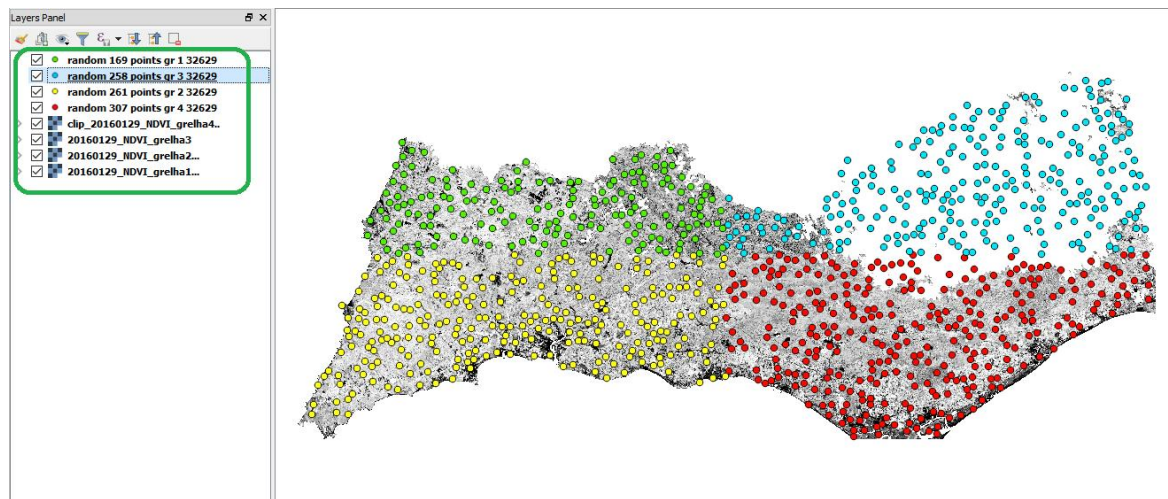 Layers Panel
random 169 points gr 1 32629
random 258 points gr 3 32629
random 261 points gr 2 32629
random 307 points gr 4 32629
clip_20160129_NDVI_grelha4..
20160129_NDVI_grelha3
20160129_NDVI_grelha2...
20160129_NDVI_grelha1...